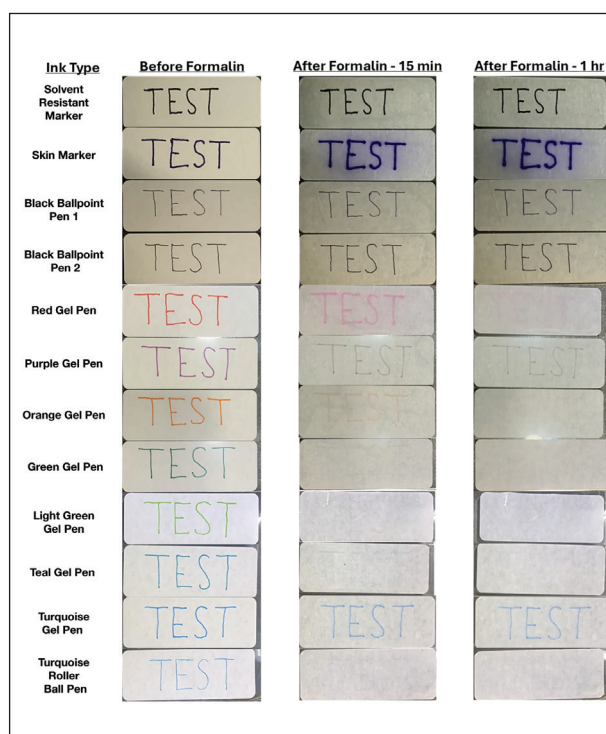 Ink Type Before Formalin After Formalin - 15 min After Formalin - 1 hr
Solvent Resistant Marker TEST TEST TEST
Skin Marker TEST TEST TEST
Black Ballpoint Pen 1 TEST TEST TEST
Black Ballpoint Pen 2 TEST TEST TEST
Red Gel Pen TEST TEST TEST
Purple Gel Pen TEST TEST TEST
Orange Gel Pen TEST TEST
Green Gel Pen TEST
Light Green Gel Pen TEST
Teal Gel Pen TEST
Turquoise Gel Pen TEST TEST TEST
Turquoise Roller Ball Pen TEST